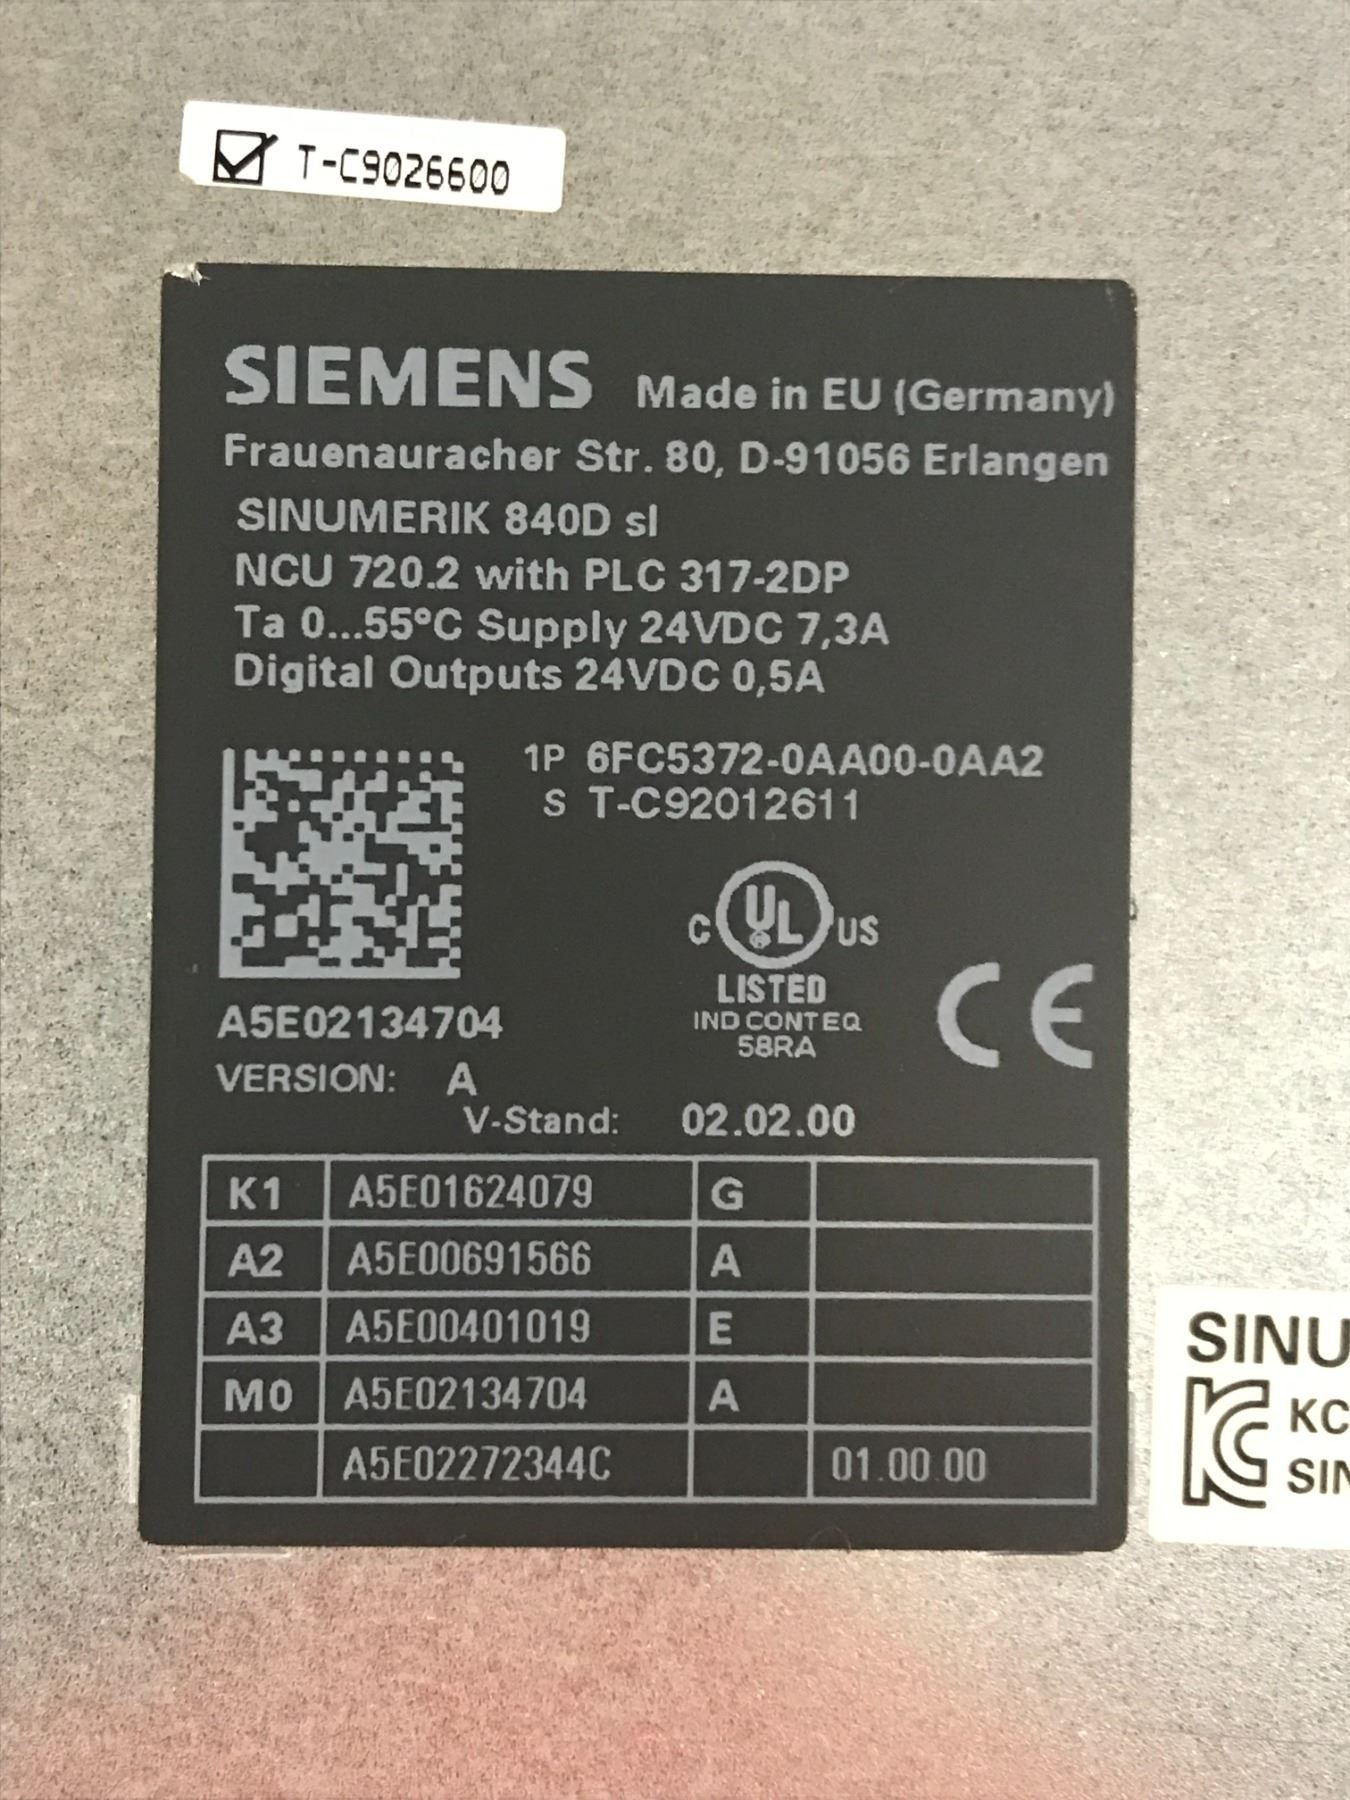 T-C9026600
SIEMENS Made in EU (Germany)
Frauenauracher Str. 80, D-91056 Erlangen
SINUMERIK 840D sl
NCU 720.2 with PLC 317-2DP
Ta 0...55°C Supply 24VDC 7,3A
Digital Outputs 24VDC 0,5A
1P 6FC5372-0AA00-0AA2
S T-C92012611
C UL US
LISTED
IND CONT EQ
58RA
CE
A5E02134704
VERSION: A
V-Stand: 02.02.00
K1 A5E01624079 G
A2 A5E00691566 A
A3 A5E00401019 E
M0 A5E02134704 A
A5E02272344C 01.00.00
SINU
KC
SIN